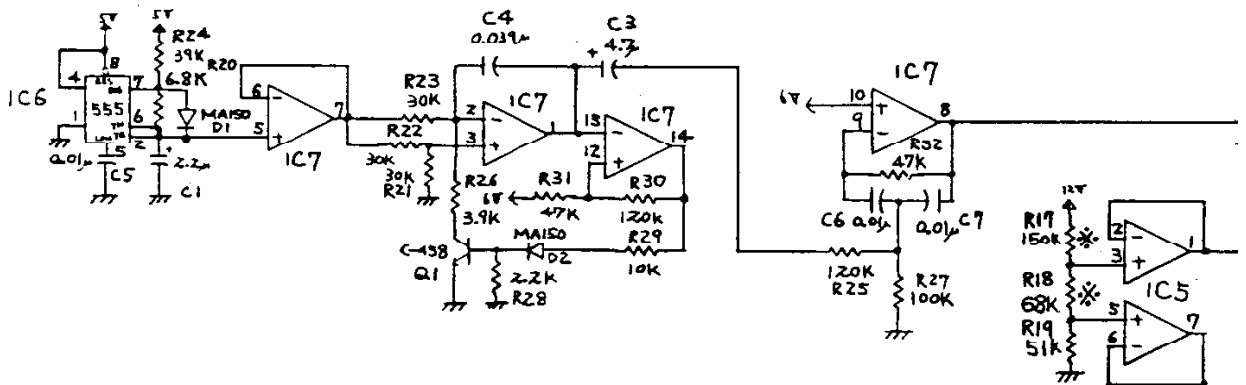 5V
5V
R24
39K
6.8K
R20
8
4
7
IC6
555
6
1
2
5
MA150
D1
0.01µ
C5
+
2.2µ
C1
6
−
5
+
7
IC7
R23
30K
R22
30K
30K
R21
C4
0.039µ
2
−
3
+
IC7
1
C3
+
4.7µ
13
−
12
+
IC7
14
R26
3.9K
R31
47K
6V
R30
120K
MA150
D2
R29
10K
C-458
Q1
2.2K
R28
IC7
6V
10
+
9
−
8
R32
47K
C6
0.01µ
0.01µ
C7
120K
R25
R27
100K
12V
R17
150K ※
R18
68K ※
R19
51K
2
−
3
+
1
IC5
5
+
6
−
7